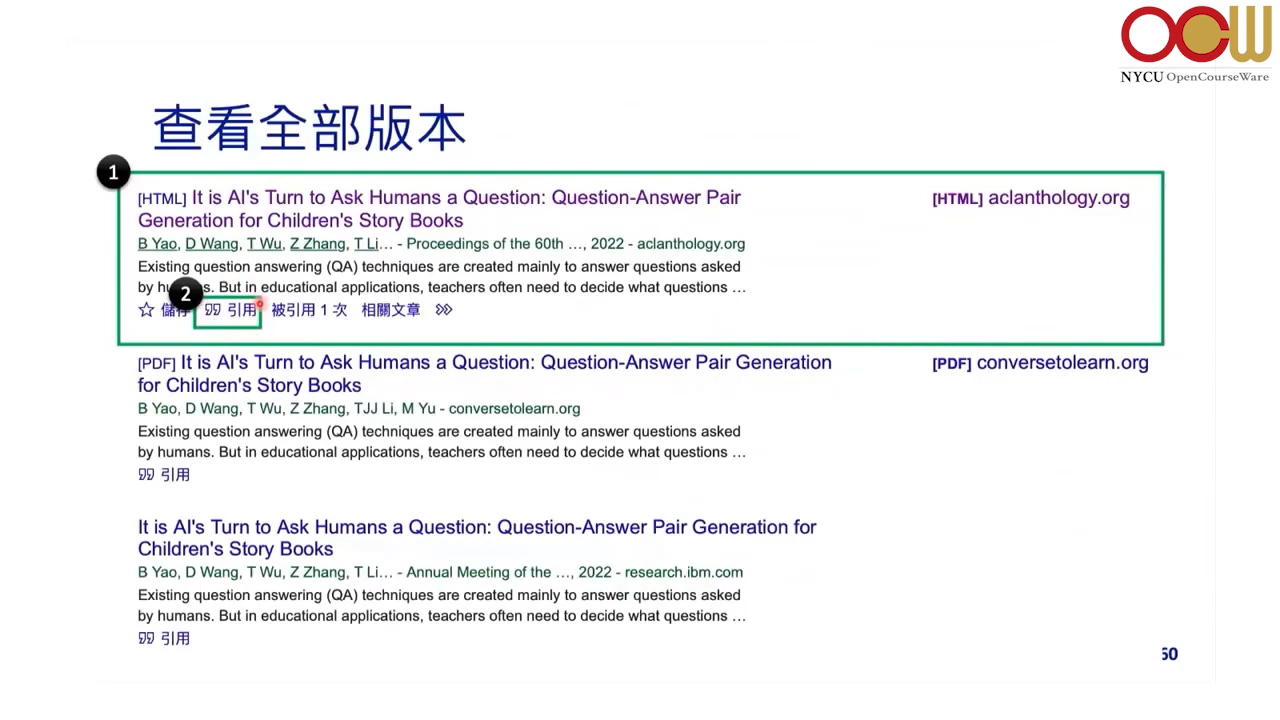 OCW
NYCU OpenCourseWare
查看全部版本
1
[HTML] It is AI's Turn to Ask Humans a Question: Question-Answer Pair
Generation for Children's Story Books
[HTML] aclanthology.org
B Yao, D Wang, T Wu, Z Zhang, T Li… - Proceedings of the 60th …, 2022 - aclanthology.org
Existing question answering (QA) techniques are created mainly to answer questions asked
by s. But in educational applications, teachers often need to decide what questions …
2
☆ 儲存 引用 被引用 1 次 相關文章
[PDF] It is AI's Turn to Ask Humans a Question: Question-Answer Pair Generation
for Children's Story Books
[PDF] conversetolearn.org
B Yao, D Wang, T Wu, Z Zhang, TJJ Li, M Yu - conversetolearn.org
Existing question answering (QA) techniques are created mainly to answer questions asked
by humans. But in educational applications, teachers often need to decide what questions …
引用
It is AI's Turn to Ask Humans a Question: Question-Answer Pair Generation for
Children's Story Books
B Yao, D Wang, T Wu, Z Zhang, T Li… - Annual Meeting of the …, 2022 - research.ibm.com
Existing question answering (QA) techniques are created mainly to answer questions asked
by humans. But in educational applications, teachers often need to decide what questions …
引用